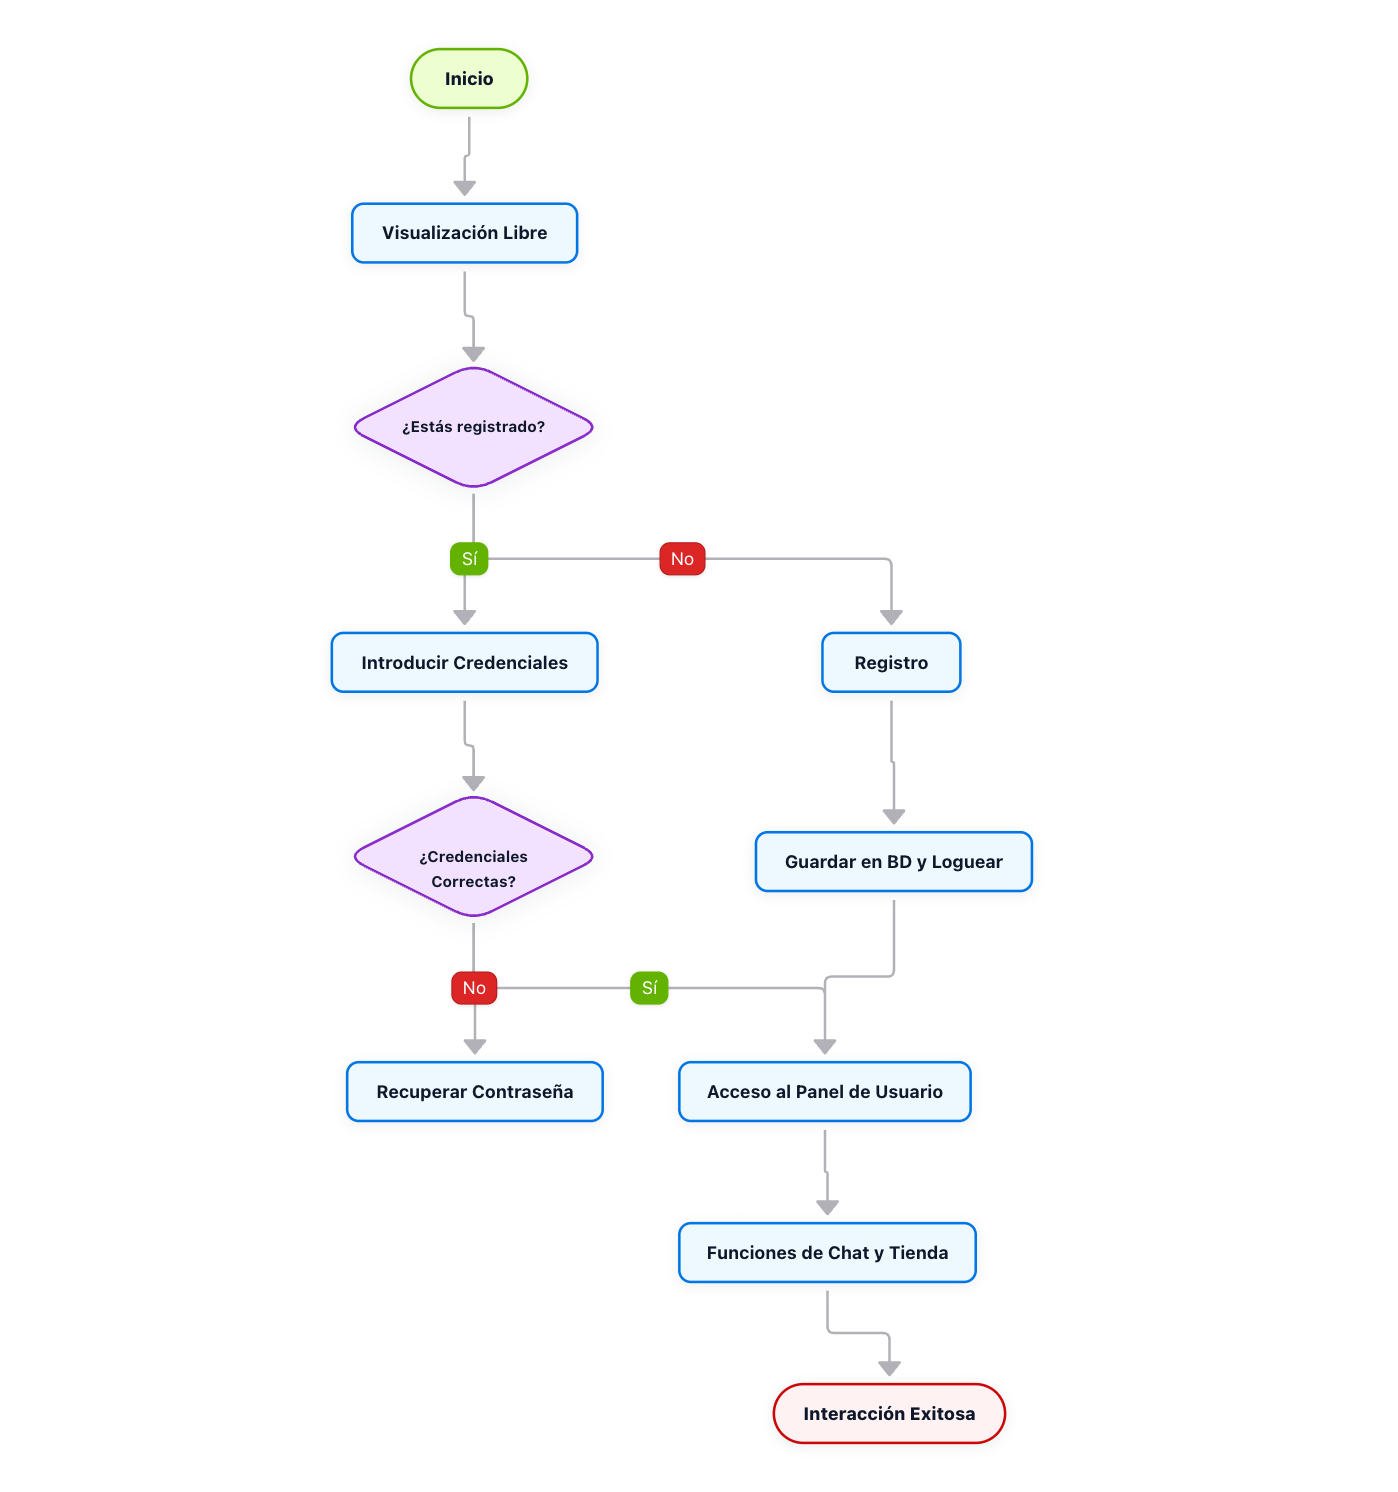 Inicio
Visualización Libre
¿Estás registrado?
Sí
No
Introducir Credenciales
Registro
¿Credenciales
Correctas?
Guardar en BD y Loguear
No
Sí
Recuperar Contraseña
Acceso al Panel de Usuario
Funciones de Chat y Tienda
Interacción Exitosa